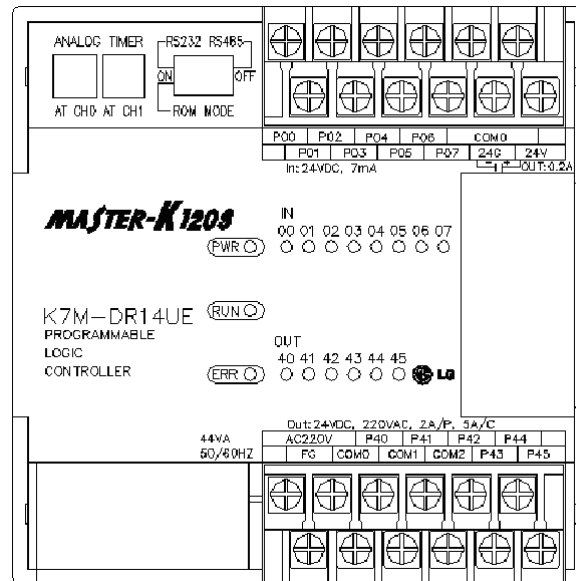 ANALOG TIMER RS232 RS485
ON OFF
AT CH0 AT CH1 ROM MODE
P00 P02 P04 P06 COM0
P01 P03 P05 P07 24G 24V
In: 24VDC, 7mA OUT:0.2A
MASTER-K 120S
IN
00 01 02 03 04 05 06 07
PWR
K7M-DR14UE
RUN
PROGRAMMABLE
LOGIC
CONTROLLER
OUT
40 41 42 43 44 45
ERR
LG
Out:24VDC, 220VAC, 2A/P, 5A/C
44VA
50/60HZ
AC220V P40 P41 P42 P44
FG COM0 COM1 COM2 P43 P45